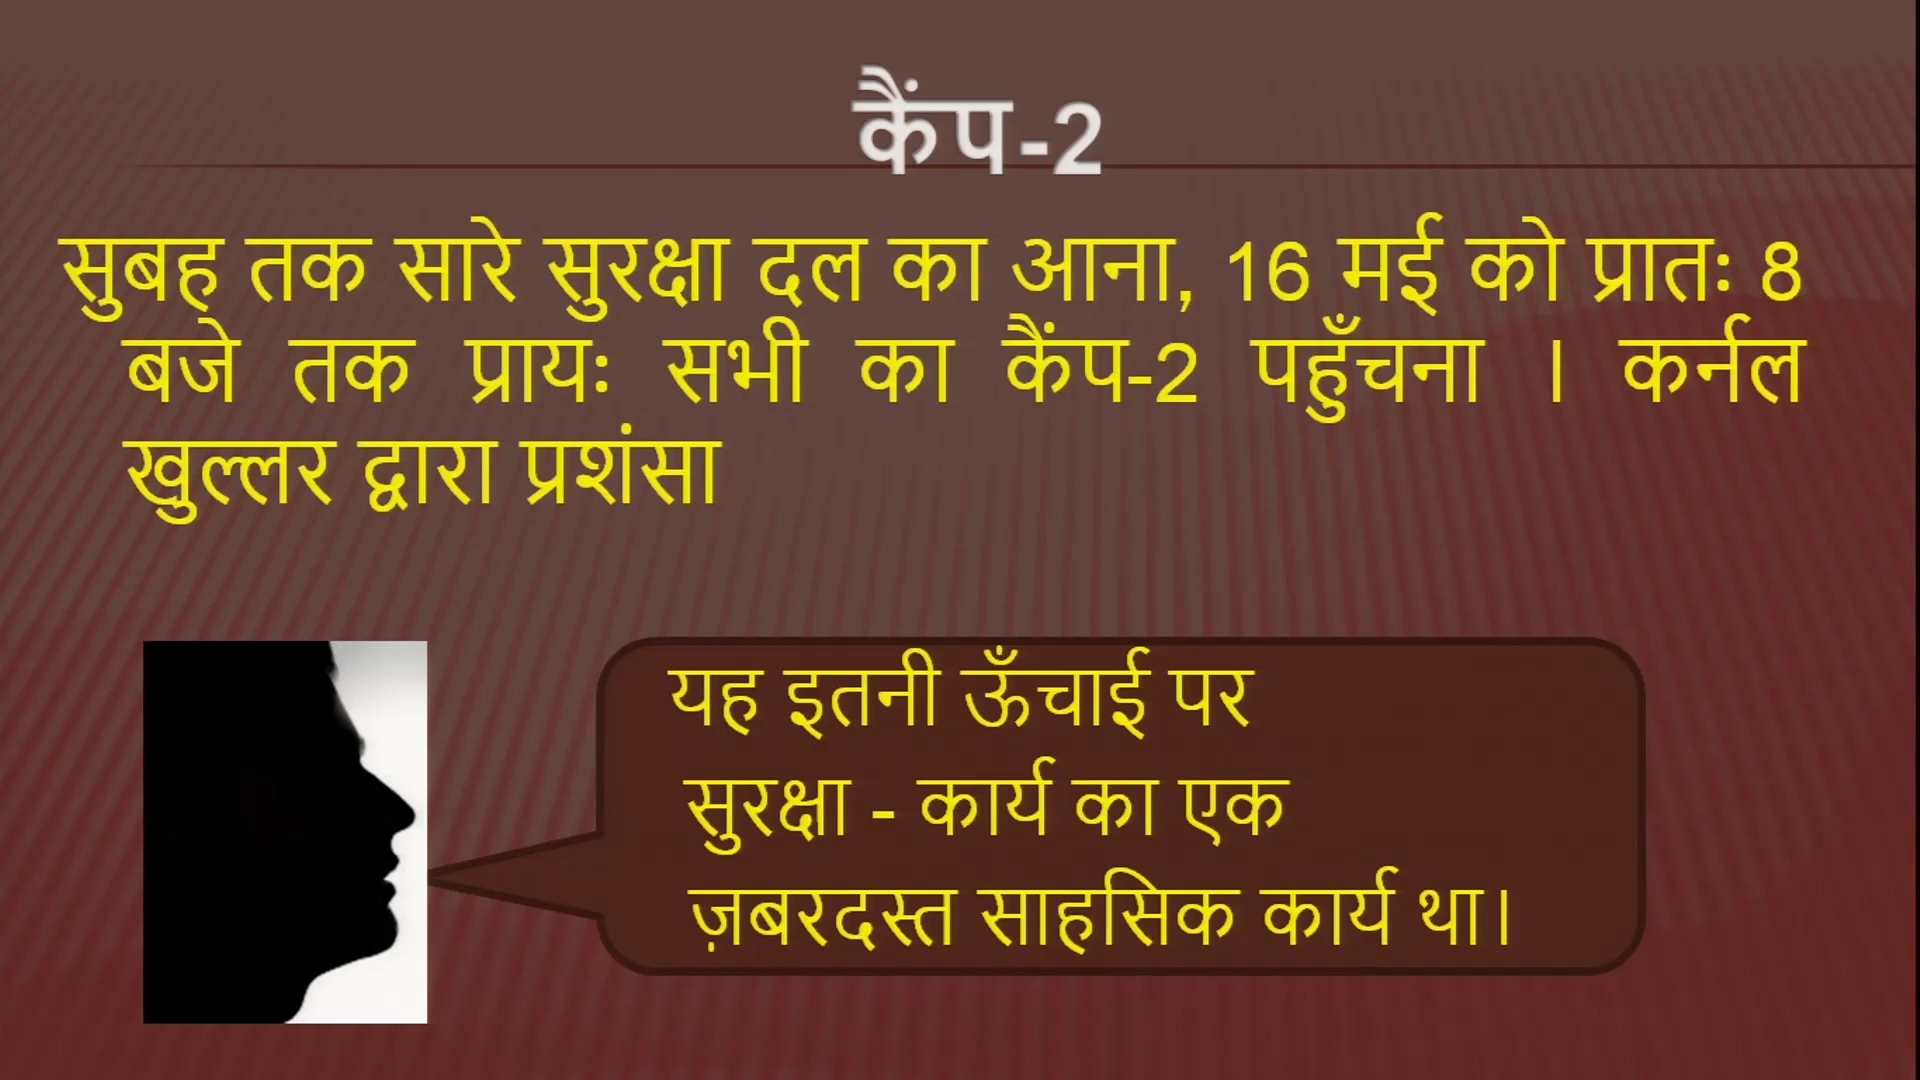 कैंप-2
सुबह तक सारे सुरक्षा दल का आना, 16 मई को प्रातः 8
बजे तक प्रायः सभी का कैंप-2 पहुँचना । कर्नल
खुल्लर द्वारा प्रशंसा
यह इतनी ऊँचाई पर
सुरक्षा - कार्य का एक
ज़बरदस्त साहसिक कार्य था।